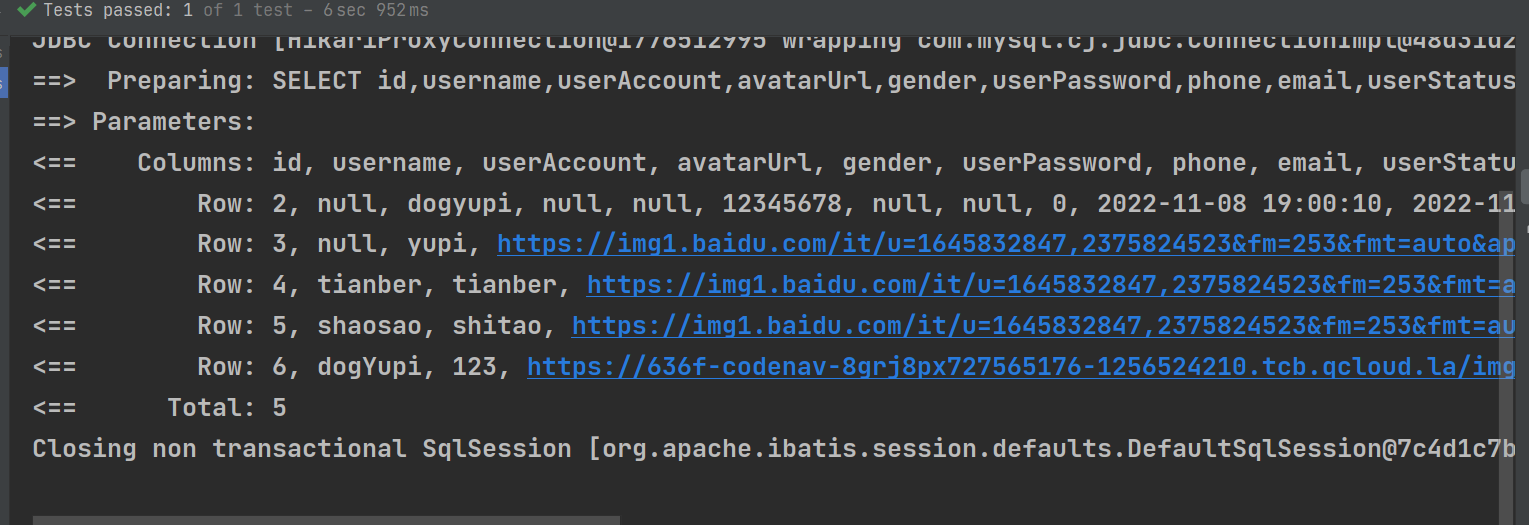 Tests passed: 1 of 1 test – 6 sec 952 ms
JDBC Connection [HikariProxyConnection@1776512995 wrapping com.mysql.cj.jdbc.ConnectionImpl@48d31d2
==>  Preparing: SELECT id,username,userAccount,avatarUrl,gender,userPassword,phone,email,userStatus
==> Parameters:
<==    Columns: id, username, userAccount, avatarUrl, gender, userPassword, phone, email, userStatu
<==        Row: 2, null, dogyupi, null, null, 12345678, null, null, 0, 2022-11-08 19:00:10, 2022-11
<==        Row: 3, null, yupi, https://img1.baidu.com/it/u=1645832847,2375824523&fm=253&fmt=auto&ap
<==        Row: 4, tianber, tianber, https://img1.baidu.com/it/u=1645832847,2375824523&fm=253&fmt=a
<==        Row: 5, shaosao, shitao, https://img1.baidu.com/it/u=1645832847,2375824523&fm=253&fmt=au
<==        Row: 6, dogYupi, 123, https://636f-codenav-8grj8px727565176-1256524210.tcb.qcloud.la/img
<==      Total: 5
Closing non transactional SqlSession [org.apache.ibatis.session.defaults.DefaultSqlSession@7c4d1c7b